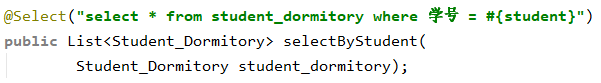 @Select("select * from student_dormitory where 学号 = #{student}")
public List<Student_Dormitory> selectByStudent(
Student_Dormitory student_dormitory);